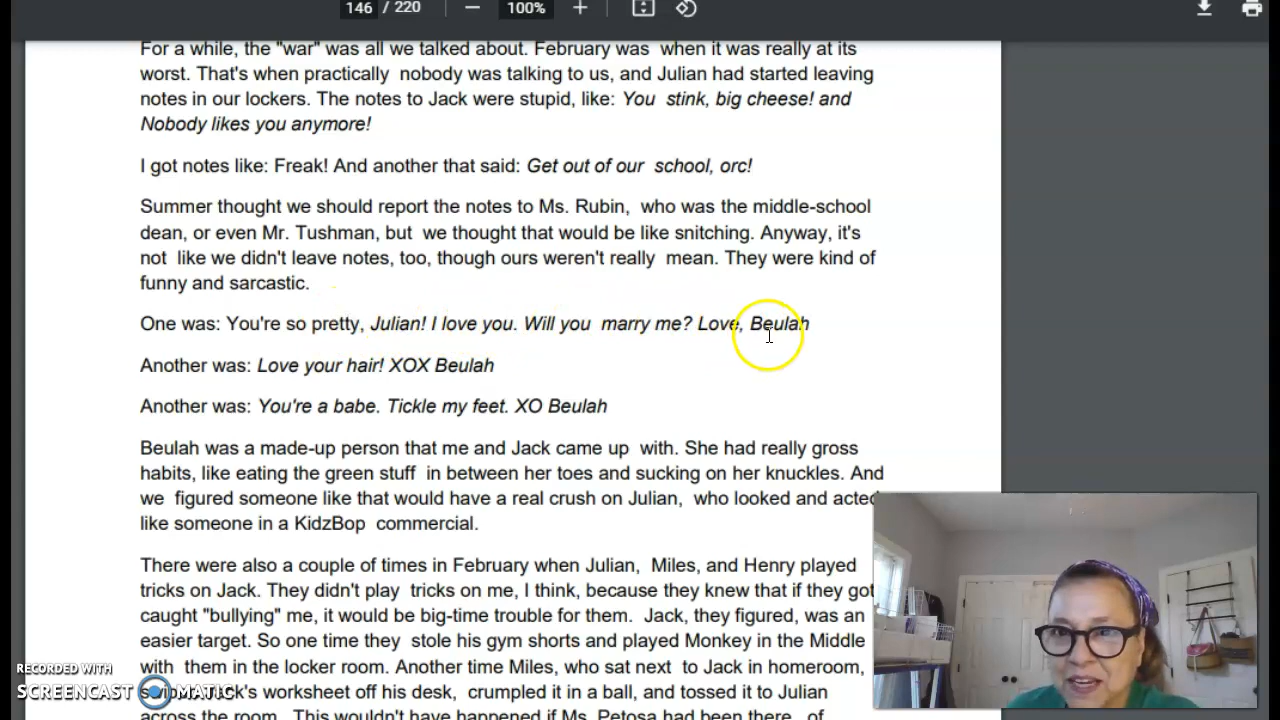 146 / 220
100%
For a while, the "war" was all we talked about. February was when it was really at its
worst. That's when practically nobody was talking to us, and Julian had started leaving
notes in our lockers. The notes to Jack were stupid, like: You stink, big cheese! and
Nobody likes you anymore!
I got notes like: Freak! And another that said: Get out of our school, orc!
Summer thought we should report the notes to Ms. Rubin, who was the middle-school
dean, or even Mr. Tushman, but we thought that would be like snitching. Anyway, it's
not like we didn't leave notes, too, though ours weren't really mean. They were kind of
funny and sarcastic.
One was: You're so pretty, Julian! I love you. Will you marry me? Love, Beulah
Another was: Love your hair! XOX Beulah
Another was: You're a babe. Tickle my feet. XO Beulah
Beulah was a made-up person that me and Jack came up with. She had really gross
habits, like eating the green stuff in between her toes and sucking on her knuckles. And
we figured someone like that would have a real crush on Julian, who looked and acted
like someone in a KidzBop commercial.
There were also a couple of times in February when Julian, Miles, and Henry played
tricks on Jack. They didn't play tricks on me, I think, because they knew that if they got
caught "bullying" me, it would be big-time trouble for them. Jack, they figured, was an
easier target. So one time they stole his gym shorts and played Monkey in the Middle
with them in the locker room. Another time Miles, who sat next to Jack in homeroom,
worksheet off his desk, crumpled it in a ball, and tossed it to Julian
across the room. This wouldn't have happened if Ms. Petosa had been there, of
RECORDED WITH
SCREENCAST MATIC